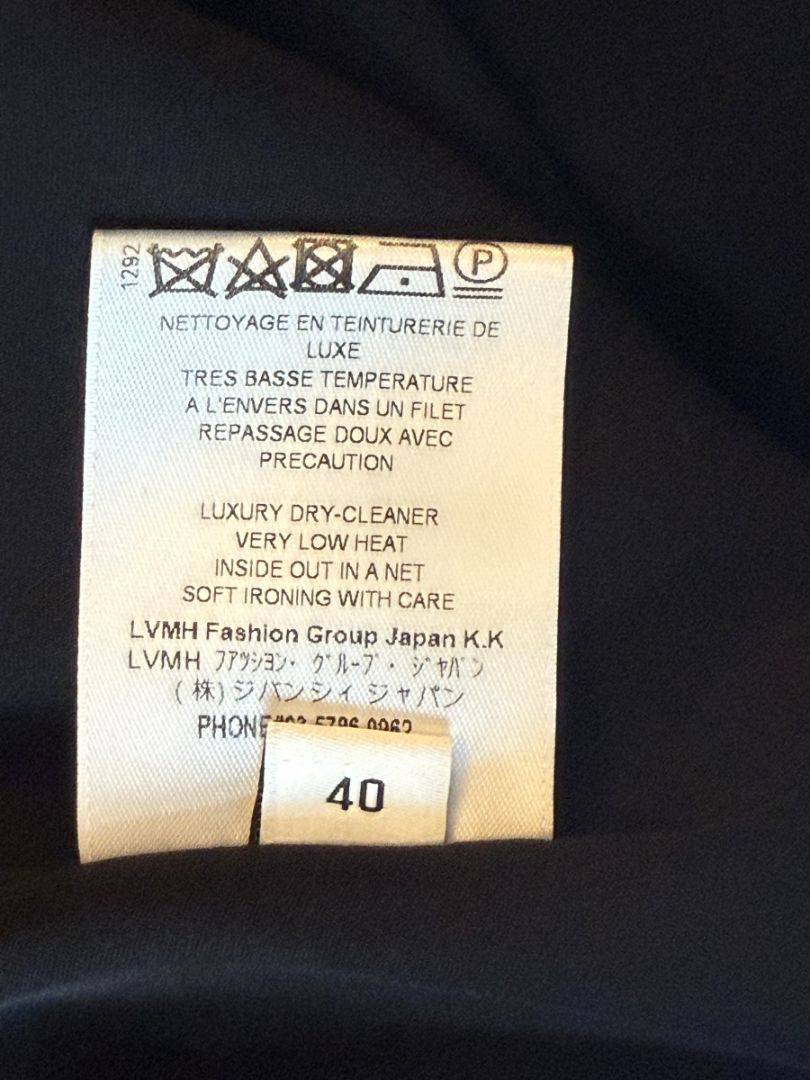 1292
P
NETTOYAGE EN TEINTURERIE DE
LUXE
TRES BASSE TEMPERATURE
A L'ENVERS DANS UN FILET
REPASSAGE DOUX AVEC
PRECAUTION
LUXURY DRY-CLEANER
VERY LOW HEAT
INSIDE OUT IN A NET
SOFT IRONING WITH CARE
LVMH Fashion Group Japan K.K
LVMH ファッション・グループ・ジャパン
(株)ジバンシィ ジャパン
PHONE
40